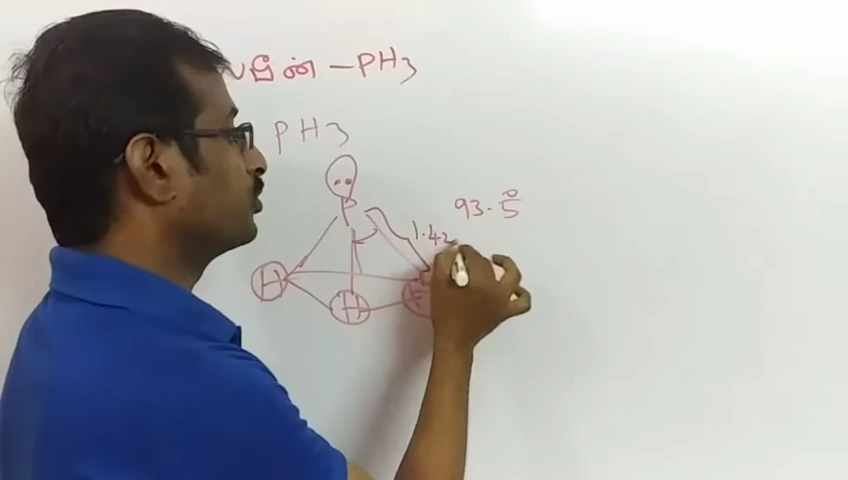 – PH3
PH3
P
93.5°
1.42
H H H